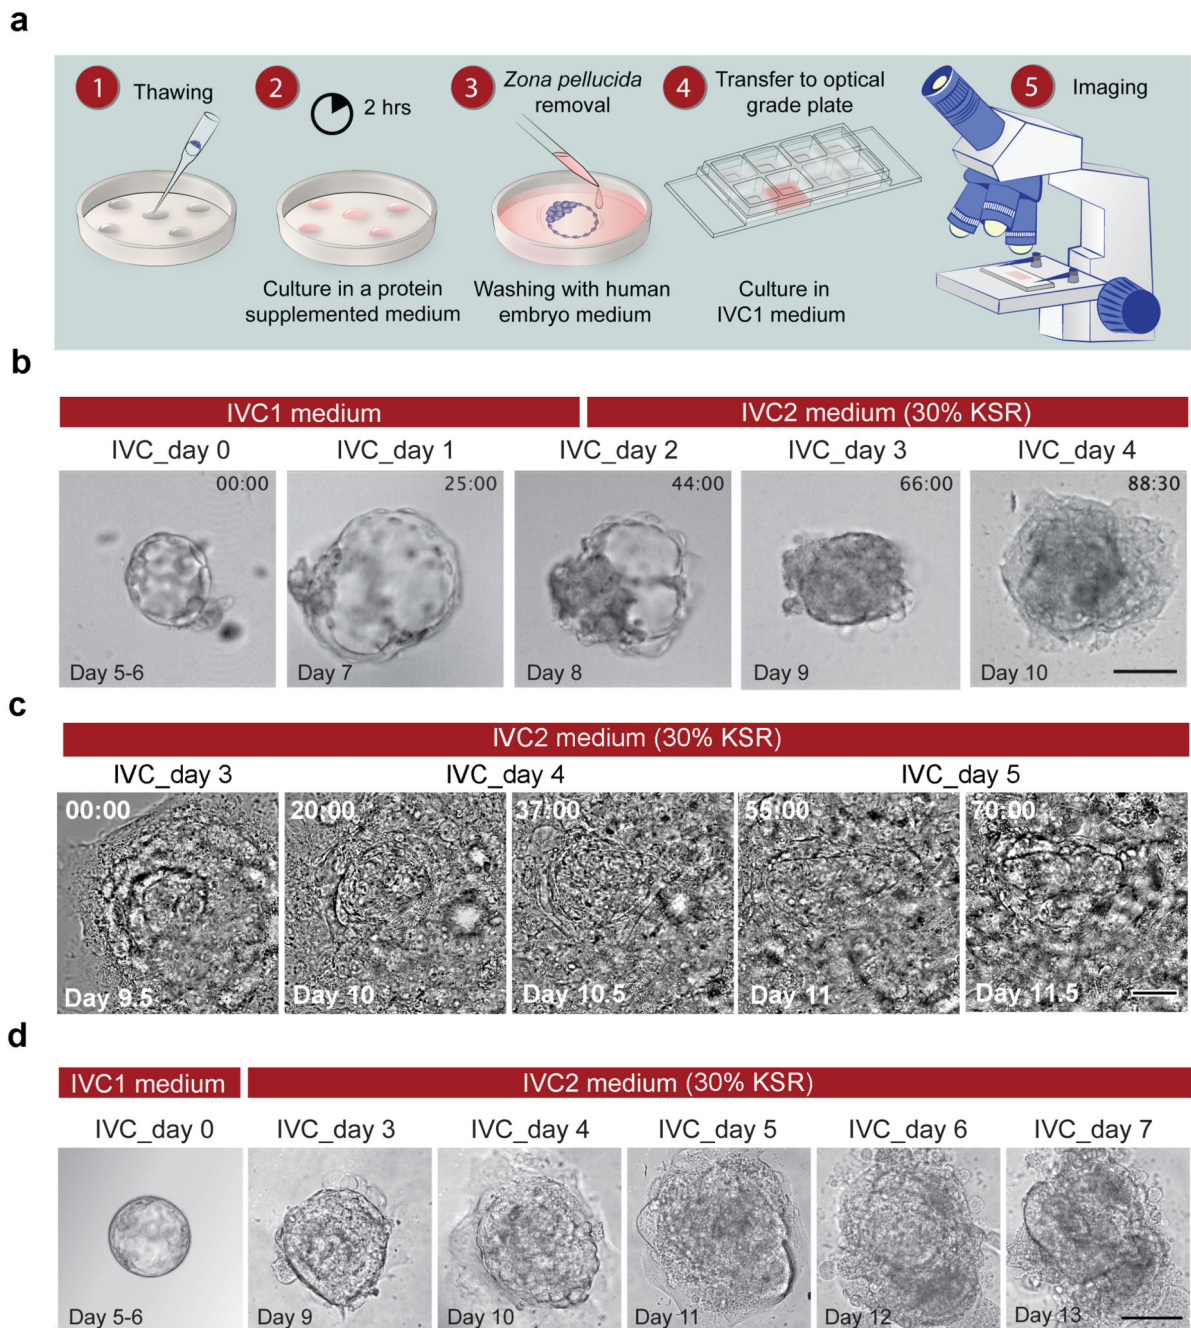 a
1 Thawing
2 2 hrs
3 Zona pellucida
removal
4 Transfer to optical
grade plate
5 Imaging
Culture in a protein
supplemented medium
Washing with human
embryo medium
Culture in
IVC1 medium
b
IVC1 medium IVC2 medium (30% KSR)
IVC_day 0 IVC_day 1 IVC_day 2 IVC_day 3 IVC_day 4
00:00 25:00 44:00 66:00 88:30
Day 5-6 Day 7 Day 8 Day 9 Day 10
c
IVC2 medium (30% KSR)
IVC_day 3 IVC_day 4 IVC_day 5
00:00 20:00 37:00 55:00 70:00
Day 9.5 Day 10 Day 10.5 Day 11 Day 11.5
d
IVC1 medium IVC2 medium (30% KSR)
IVC_day 0 IVC_day 3 IVC_day 4 IVC_day 5 IVC_day 6 IVC_day 7
Day 5-6 Day 9 Day 10 Day 11 Day 12 Day 13